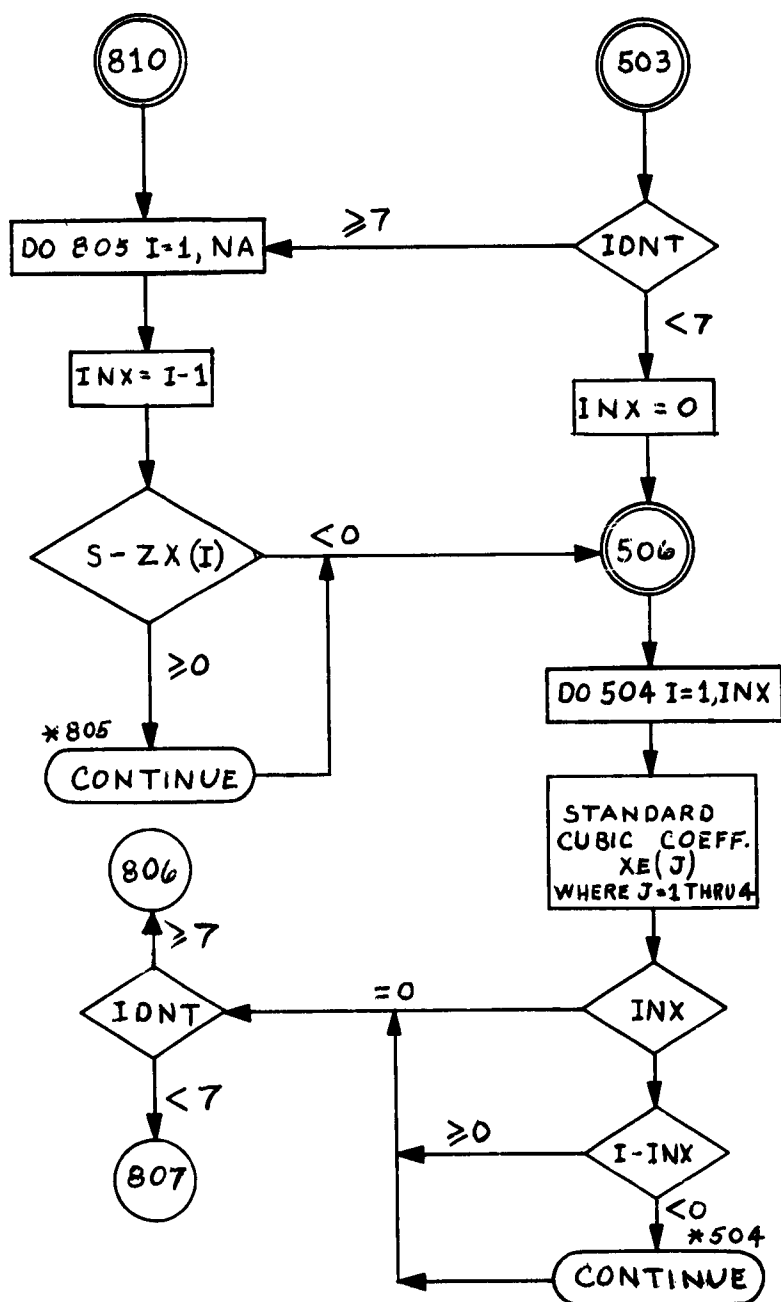 810
503
DO 805 I=1, NA
≥7
IDNT
<7
INX = I-1
INX = 0
S - ZX(I)
<0
506
≥0
*805
CONTINUE
DO 504 I=1,INX
STANDARD
CUBIC COEFF.
XE(J)
WHERE J=1 THRU 4
806
≥7
IDNT
=0
INX
<7
807
≥0
I-INX
<0
*504
CONTINUE